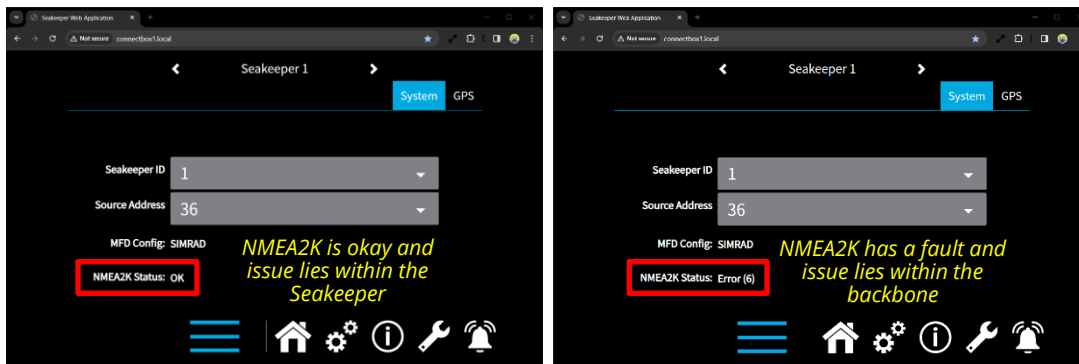 Seakeeper Web Application
Not secure connectbox1.local
Seakeeper 1
System GPS
Seakeeper ID 1
Source Address 36
MFD Config: SIMRAD
NMEA2K Status: OK
NMEA2K is okay and
issue lies within the
Seakeeper
Seakeeper Web Application
Not secure connectbox1.local
Seakeeper 1
System GPS
Seakeeper ID 1
Source Address 36
MFD Config: SIMRAD
NMEA2K Status: Error (6)
NMEA2K has a fault and
issue lies within the
backbone